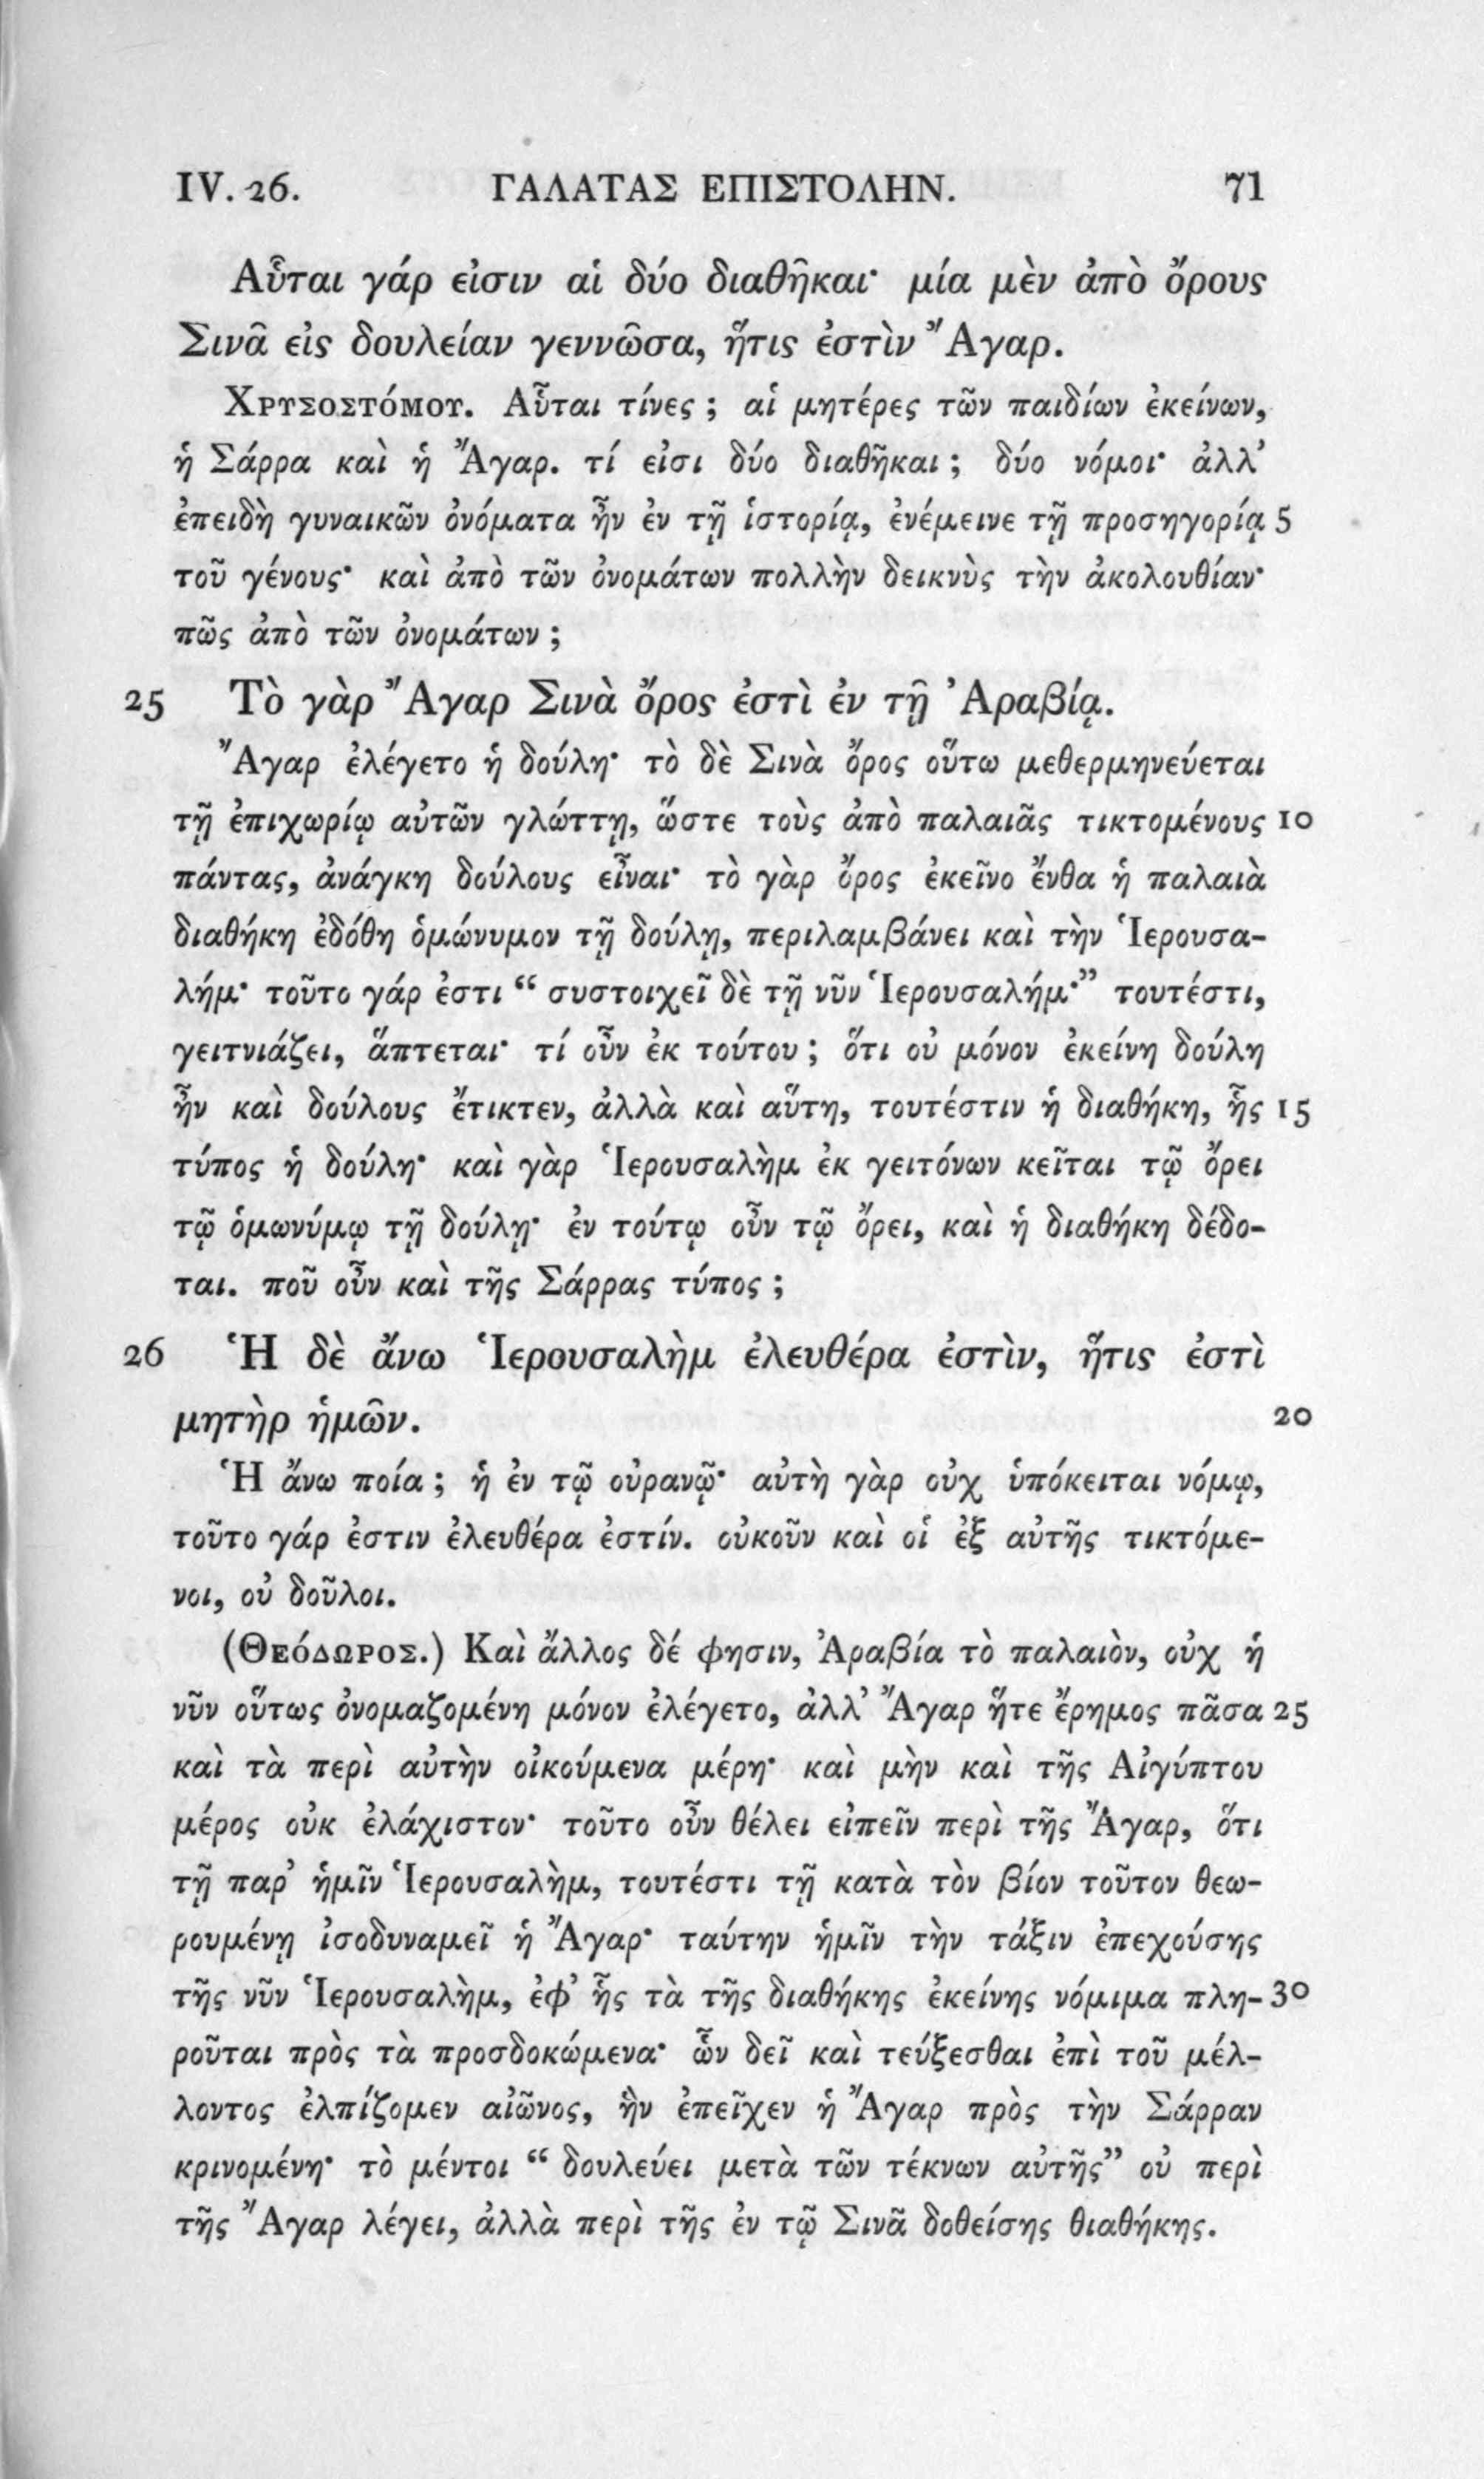 IV. 26. ΓΑΛΑΤΑΣ ΕΠΙΣΤΟΛΗΝ. 71
Αὗται γάρ εἰσιν αἱ δύο διαθῆκαι· μία μὲν ἀπὸ ὄρους
Σινᾶ εἰς δουλείαν γεννῶσα, ἥτις ἐστὶν Ἄγαρ.
Χρυσοστόμου. Αὗται τίνες ; αἱ μητέρες τῶν παιδίων ἐκείνων,
ἡ Σάρρα καὶ ἡ Ἄγαρ. τί εἰσι δύο διαθῆκαι ; δύο νόμοι· ἀλλ’
ἐπειδὴ γυναικῶν ὀνόματα ἦν ἐν τῇ ἱστορίᾳ, ἐνέμεινε τῇ προσηγορίᾳ 5
τοῦ γένους· καὶ ἀπὸ τῶν ὀνομάτων πολλὴν δεικνὺς τὴν ἀκολουθίαν·
πῶς ἀπὸ τῶν ὀνομάτων ;
25 Τὸ γὰρ Ἄγαρ Σινὰ ὄρος ἐστὶ ἐν τῇ Ἀραβίᾳ.
Ἄγαρ ἐλέγετο ἡ δούλη· τὸ δὲ Σινὰ ὄρος οὕτω μεθερμηνεύεται
τῇ ἐπιχωρίῳ αὐτῶν γλώττῃ, ὥστε τοὺς ἀπὸ παλαιᾶς τικτομένους 10
πάντας, ἀνάγκη δούλους εἶναι· τὸ γὰρ ὄρος ἐκεῖνο ἔνθα ἡ παλαιὰ
διαθήκη ἐδόθη ὁμώνυμον τῇ δούλῃ, περιλαμβάνει καὶ τὴν Ἱερουσα-
λήμ· τοῦτο γάρ ἐστι “ συστοιχεῖ δὲ τῇ νῦν Ἱερουσαλήμ·” τουτέστι,
γειτνιάζει, ἅπτεται· τί οὖν ἐκ τούτου ; ὅτι οὐ μόνον ἐκείνη δούλη
ἦν καὶ δούλους ἔτικτεν, ἀλλὰ καὶ αὕτη, τουτέστιν ἡ διαθήκη, ἧς 15
τύπος ἡ δούλη· καὶ γὰρ Ἱερουσαλὴμ ἐκ γειτόνων κεῖται τῷ ὄρει
τῷ ὁμωνύμῳ τῇ δούλῃ· ἐν τούτῳ οὖν τῷ ὄρει, καὶ ἡ διαθήκη δέδο-
ται. ποῦ οὖν καὶ τῆς Σάρρας τύπος ;
26 Ἡ δὲ ἄνω Ἱερουσαλὴμ ἐλευθέρα ἐστὶν, ἥτις ἐστὶ
μητὴρ ἡμῶν. 20
Ἡ ἄνω ποία ; ἡ ἐν τῷ οὐρανῷ· αὐτὴ γὰρ οὐχ ὑπόκειται νόμῳ,
τοῦτο γάρ ἐστιν ἐλευθέρα ἐστίν. οὐκοῦν καὶ οἱ ἐξ αὐτῆς τικτόμε-
νοι, οὐ δοῦλοι.
(Θεόδωρος.) Καὶ ἄλλος δέ φησιν, Ἀραβία τὸ παλαιὸν, οὐχ ἡ
νῦν οὕτως ὀνομαζομένη μόνον ἐλέγετο, ἀλλ’ Ἄγαρ ἥτε ἔρημος πᾶσα 25
καὶ τὰ περὶ αὐτὴν οἰκούμενα μέρη· καὶ μὴν καὶ τῆς Αἰγύπτου
μέρος οὐκ ἐλάχιστον· τοῦτο οὖν θέλει εἰπεῖν περὶ τῆς Ἄγαρ, ὅτι
τῇ παρ’ ἡμῖν Ἱερουσαλὴμ, τουτέστι τῇ κατὰ τὸν βίον τοῦτον θεω-
ρουμένῃ ἰσοδυναμεῖ ἡ Ἄγαρ· ταύτην ἡμῖν τὴν τάξιν ἐπεχούσης
τῆς νῦν Ἱερουσαλὴμ, ἐφ’ ἧς τὰ τῆς διαθήκης ἐκείνης νόμιμα πλη- 30
ροῦται πρὸς τὰ προσδοκώμενα· ὧν δεῖ καὶ τεύξεσθαι ἐπὶ τοῦ μέλ-
λοντος ἐλπίζομεν αἰῶνος, ἣν ἐπεῖχεν ἡ Ἄγαρ πρὸς τὴν Σάρραν
κρινομένη· τὸ μέντοι “ δουλεύει μετὰ τῶν τέκνων αὐτῆς” οὐ περὶ
τῆς Ἄγαρ λέγει, ἀλλὰ περὶ τῆς ἐν τῷ Σινᾶ δοθείσης θιαθήκης.